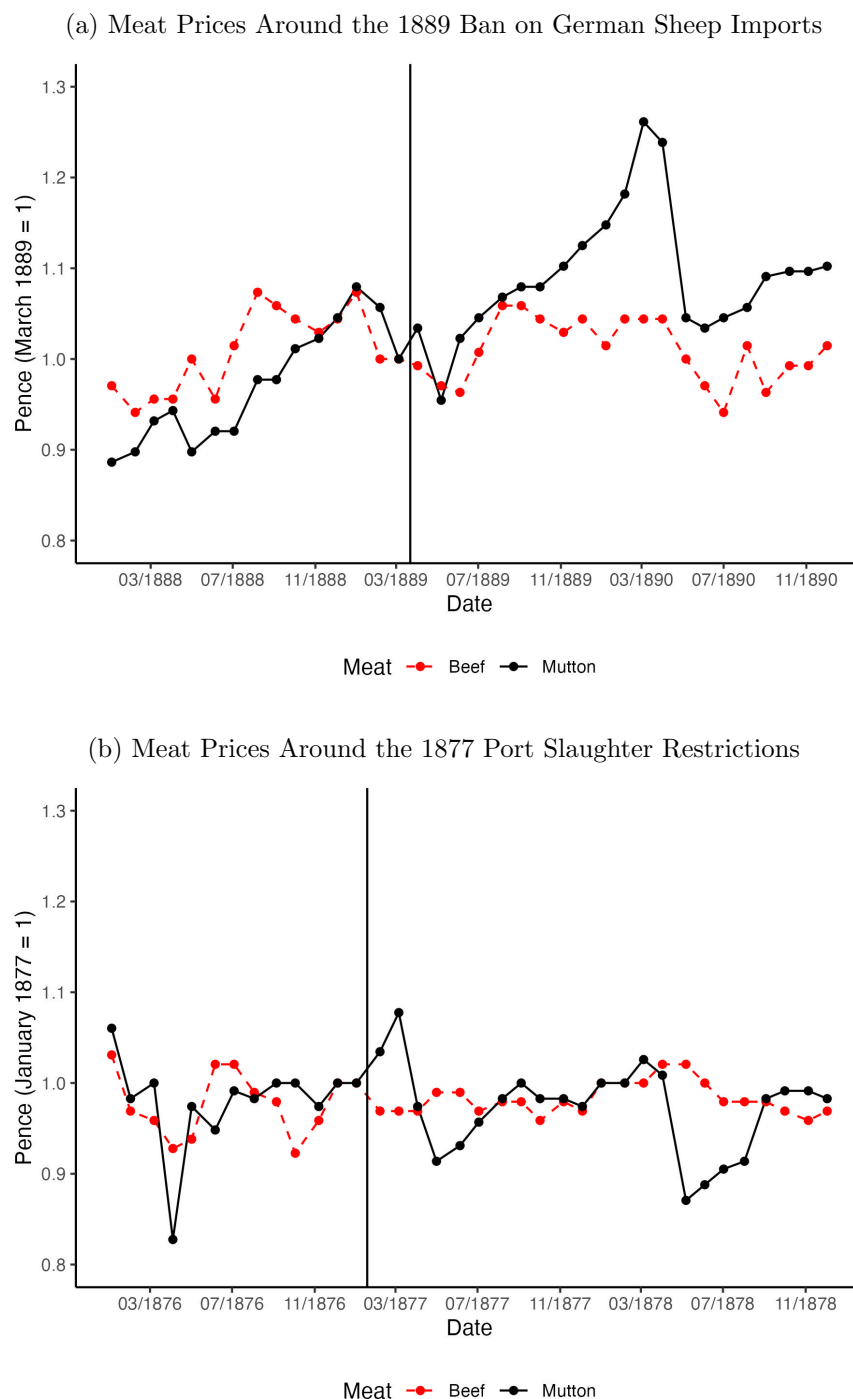 (a) Meat Prices Around the 1889 Ban on German Sheep Imports
Pence (March 1889 = 1)
1.3
1.2
1.1
1.0
0.9
0.8
03/1888 07/1888 11/1888 03/1889 07/1889 11/1889 03/1890 07/1890 11/1890
Date
Meat Beef Mutton
(b) Meat Prices Around the 1877 Port Slaughter Restrictions
Pence (January 1877 = 1)
1.3
1.2
1.1
1.0
0.9
0.8
03/1876 07/1876 11/1876 03/1877 07/1877 11/1877 03/1878 07/1878 11/1878
Date
Meat Beef Mutton